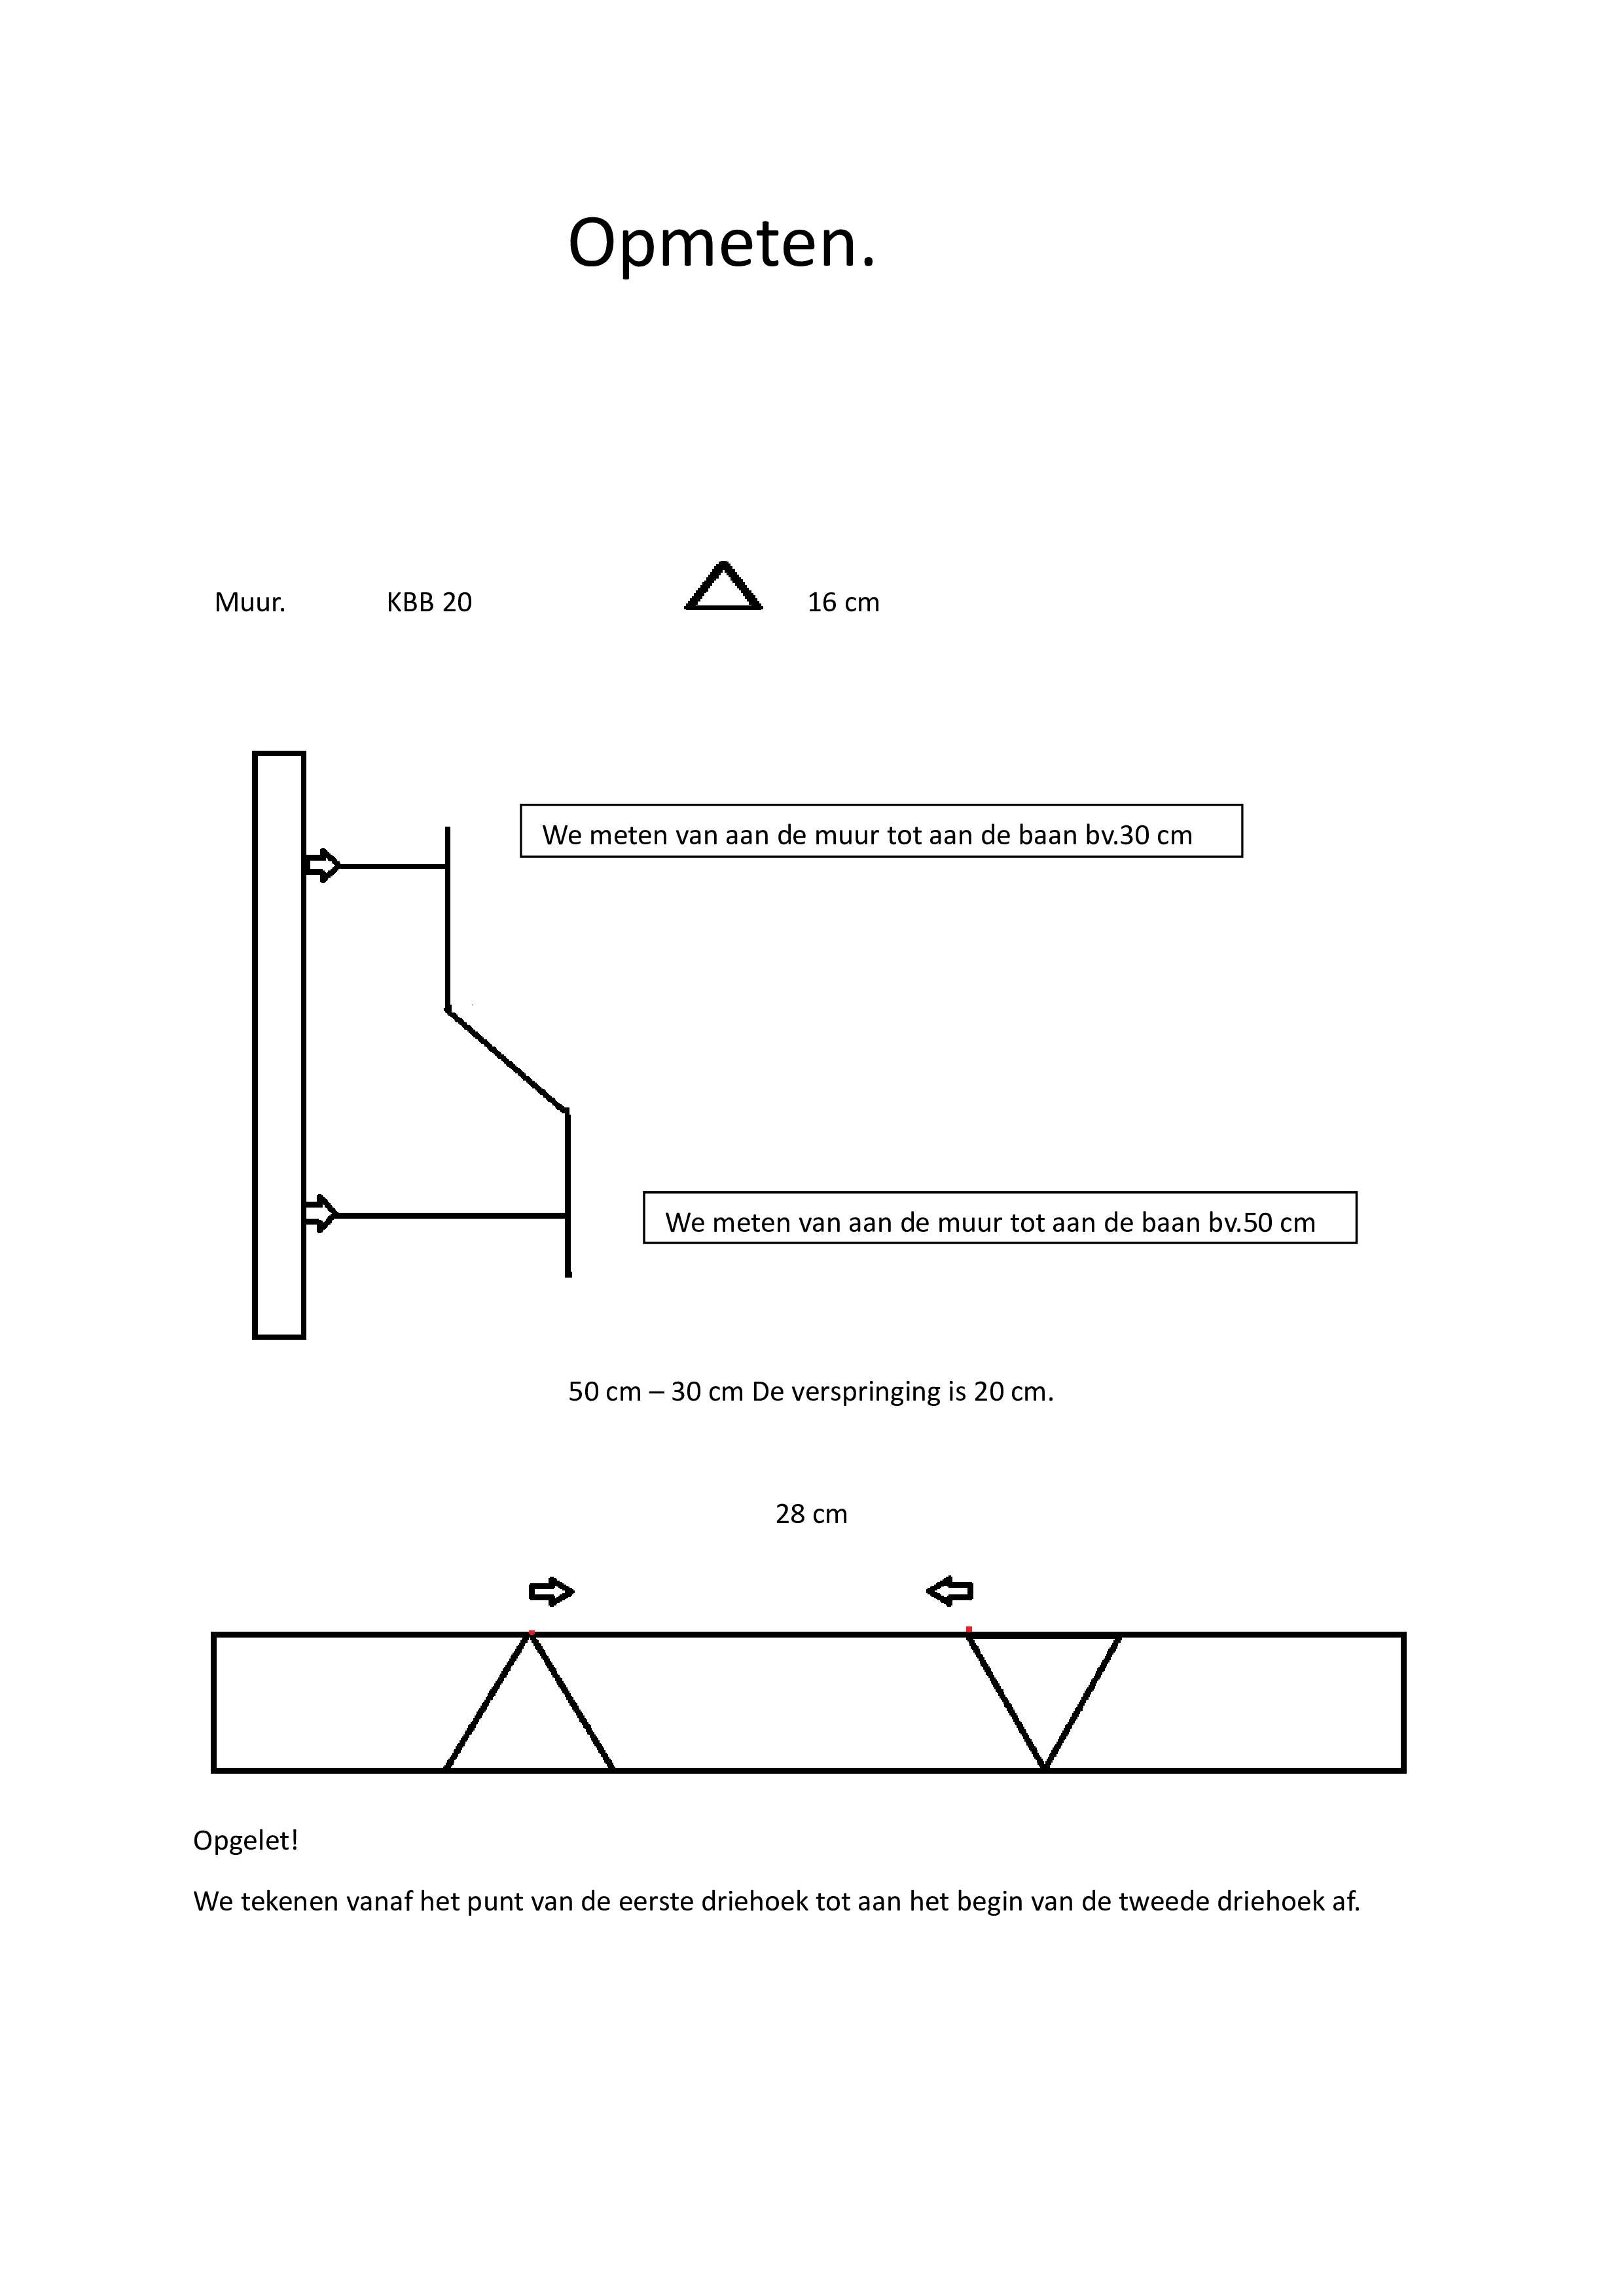 Opmeten.
Muur. KBB 20 16 cm
We meten van aan de muur tot aan de baan bv.30 cm
We meten van aan de muur tot aan de baan bv.50 cm
50 cm – 30 cm De verspringing is 20 cm.
28 cm
Opgelet!
We tekenen vanaf het punt van de eerste driehoek tot aan het begin van de tweede driehoek af.